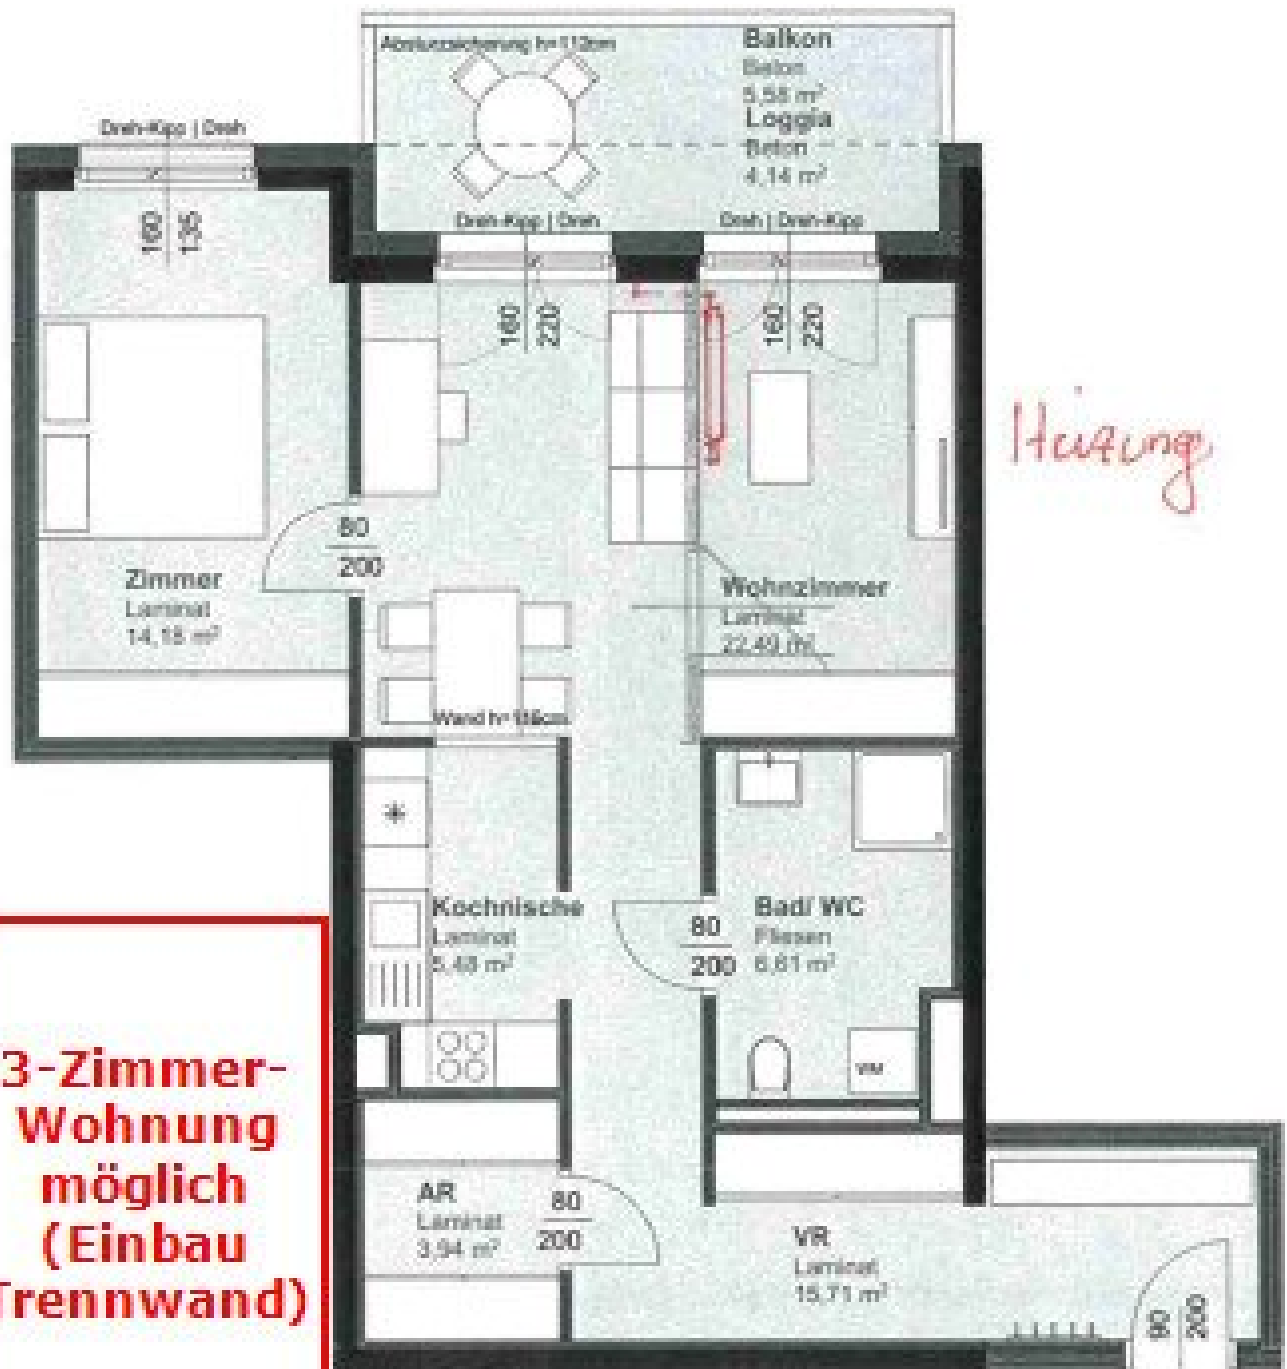 Absturzsicherung h=112cm
Balkon
Beton
5,58 m²
Loggia
Beton
4,14 m²
Dreh-Kipp | Dreh
160
135
Dreh-Kipp | Dreh
160
220
Dreh | Dreh-Kipp
160
220
Heizung
80
200
Zimmer
Laminat
14,18 m²
Wohnzimmer
Laminat
22,49 m²
Wand h=
Kochnische
Laminat
5,48 m²
80
200
Bad/ WC
Fliesen
6,61 m²
WM
AR
Laminat
3,94 m²
80
200
VR
Laminat
15,71 m²
90
200
3-Zimmer-
Wohnung
möglich
(Einbau
Trennwand)